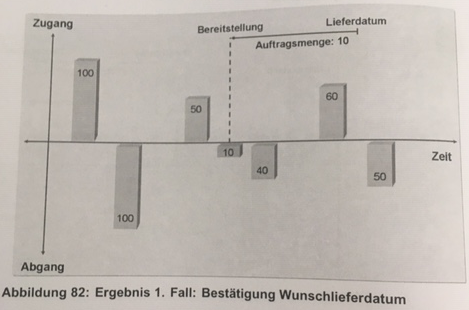 Zugang
Bereitstellung
Lieferdatum
Auftragsmenge: 10
100
50
60
10
40
Zeit
50
100
Abgang
Abbildung 82: Ergebnis 1. Fall: Bestätigung Wunschlieferdatum